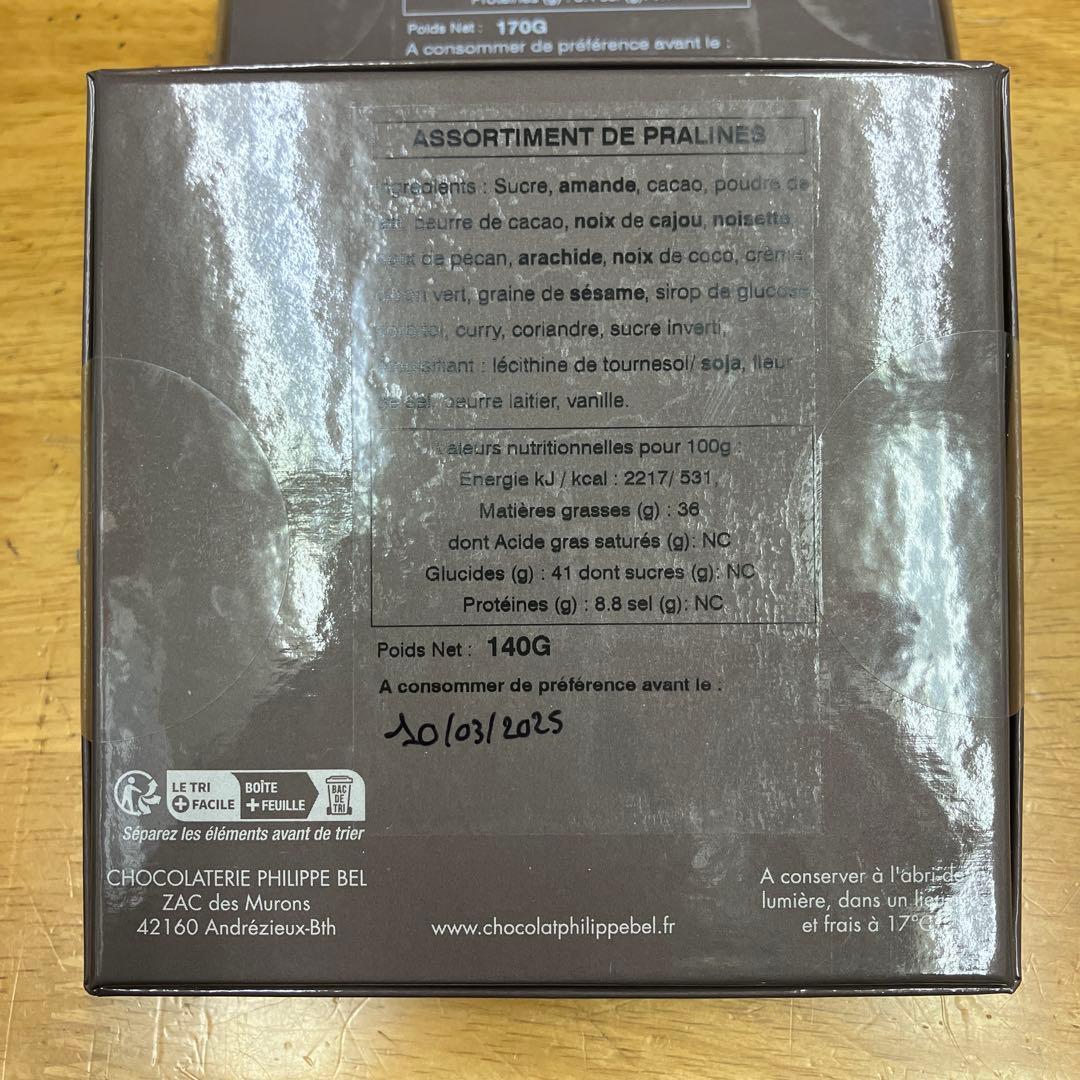 Poids Net : 170G
A consommer de préférence avant le :
ASSORTIMENT DE PRALINES
Ingrédients : Sucre, amande, cacao, poudre de
beurre de cacao, noix de cajou, noisette
de pécan, arachide, noix de coco, crème
vert, graine de sésame, sirop de glucose
curry, coriandre, sucre inverti,
lécithine de tournesol/ soja, fleur
de sel, beurre laitier, vanille.
Valeurs nutritionnelles pour 100g :
Energie kJ / kcal : 2217/ 531,
Matières grasses (g) : 36
dont Acide gras saturés (g): NC
Glucides (g) : 41 dont sucres (g): NC
Protéines (g) : 8.8 sel (g): NC
Poids Net : 140G
A consommer de préférence avant le :
10/03/2025
LE TRI
+ FACILE
BOÎTE
+ FEUILLE
BAC
DE
TRI
Séparez les éléments avant de trier
CHOCOLATERIE PHILIPPE BEL
ZAC des Murons
42160 Andrézieux-Bth
www.chocolatphilippebel.fr
A conserver à l'abri de
lumière, dans un lieu
et frais à 17°C